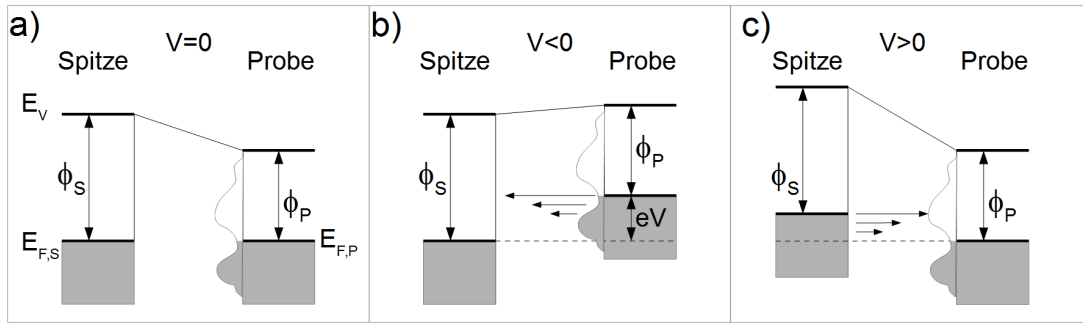 a)
V=0
Spitze Probe
E_V
ϕ_S
ϕ_P
E_F,S
E_F,P
b)
V<0
Spitze Probe
ϕ_S
ϕ_P
eV
c)
V>0
Spitze Probe
ϕ_S
ϕ_P